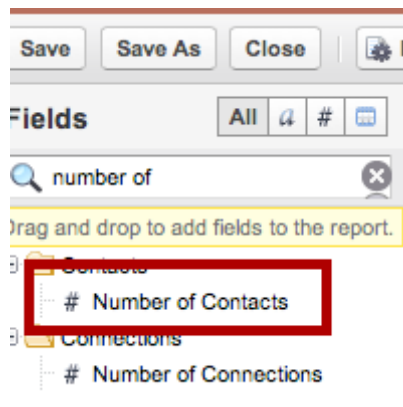 Save Save As Close
Fields All a #
number of
Drag and drop to add fields to the report.
Contacts
# Number of Contacts
Connections
# Number of Connections